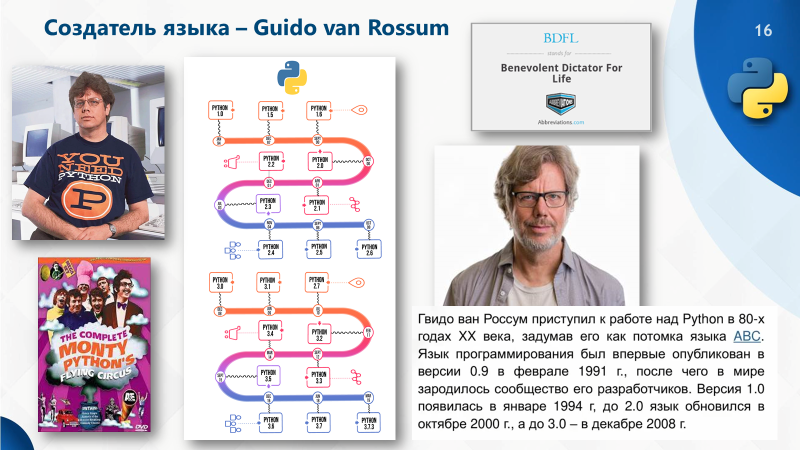 Создатель языка – Guido van Rossum
16
BDFL
stands for
Benevolent Dictator For
Life
ABBREVIATIONS
Abbreviations.com
YOU
NEED
PYTHON
P
PYTHON
1.0
PYTHON
1.5
PYTHON
1.6
PYTHON
2.2
PYTHON
2.0
PYTHON
2.3
PYTHON
2.1
PYTHON
2.4
PYTHON
2.5
PYTHON
2.6
PYTHON
3.0
PYTHON
3.1
PYTHON
2.7
PYTHON
3.4
PYTHON
3.2
PYTHON
3.5
PYTHON
3.3
PYTHON
3.6
PYTHON
3.7
PYTHON
3.7.3
THE COMPLETE
MONTY
PYTHON'S
FLYING CIRCUS
DVD
Гвидо ван Россум приступил к работе над Python в 80-х
годах XX века, задумав его как потомка языка ABC.
Язык программирования был впервые опубликован в
версии 0.9 в феврале 1991 г., после чего в мире
зародилось сообщество его разработчиков. Версия 1.0
появилась в январе 1994 г, до 2.0 язык обновился в
октябре 2000 г., а до 3.0 – в декабре 2008 г.